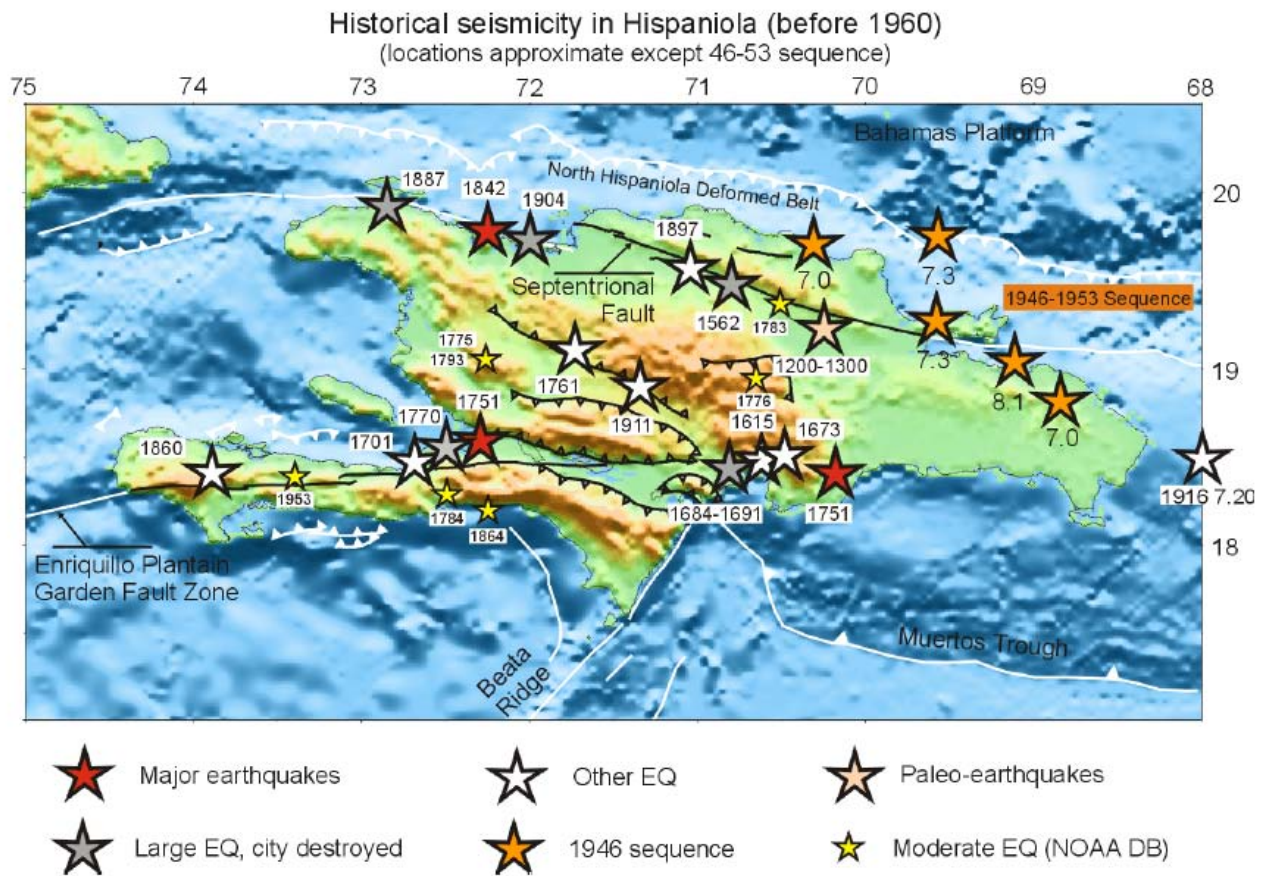 Historical seismicity in Hispaniola (before 1960)
(locations approximate except 46-53 sequence)
75 74 73 72 71 70 69 68
Bahamas Platform
1887 1842 1904
North Hispaniola Deformed Belt
20
1897
7.0 7.3
Septentrional
Fault
1946-1953 Sequence
1562 1783
7.3
1775
1793
1761
1200-1300
19
1776
8.1
1770 1751
1911
1615
7.0
1860 1701
1673
1953 1784
1684-1691 1751
1916 7.20
1864
18
Enriquillo Plantain
Garden Fault Zone
Muertos Trough
Beata
Ridge
Major earthquakes Other EQ Paleo-earthquakes
Large EQ, city destroyed 1946 sequence Moderate EQ (NOAA DB)